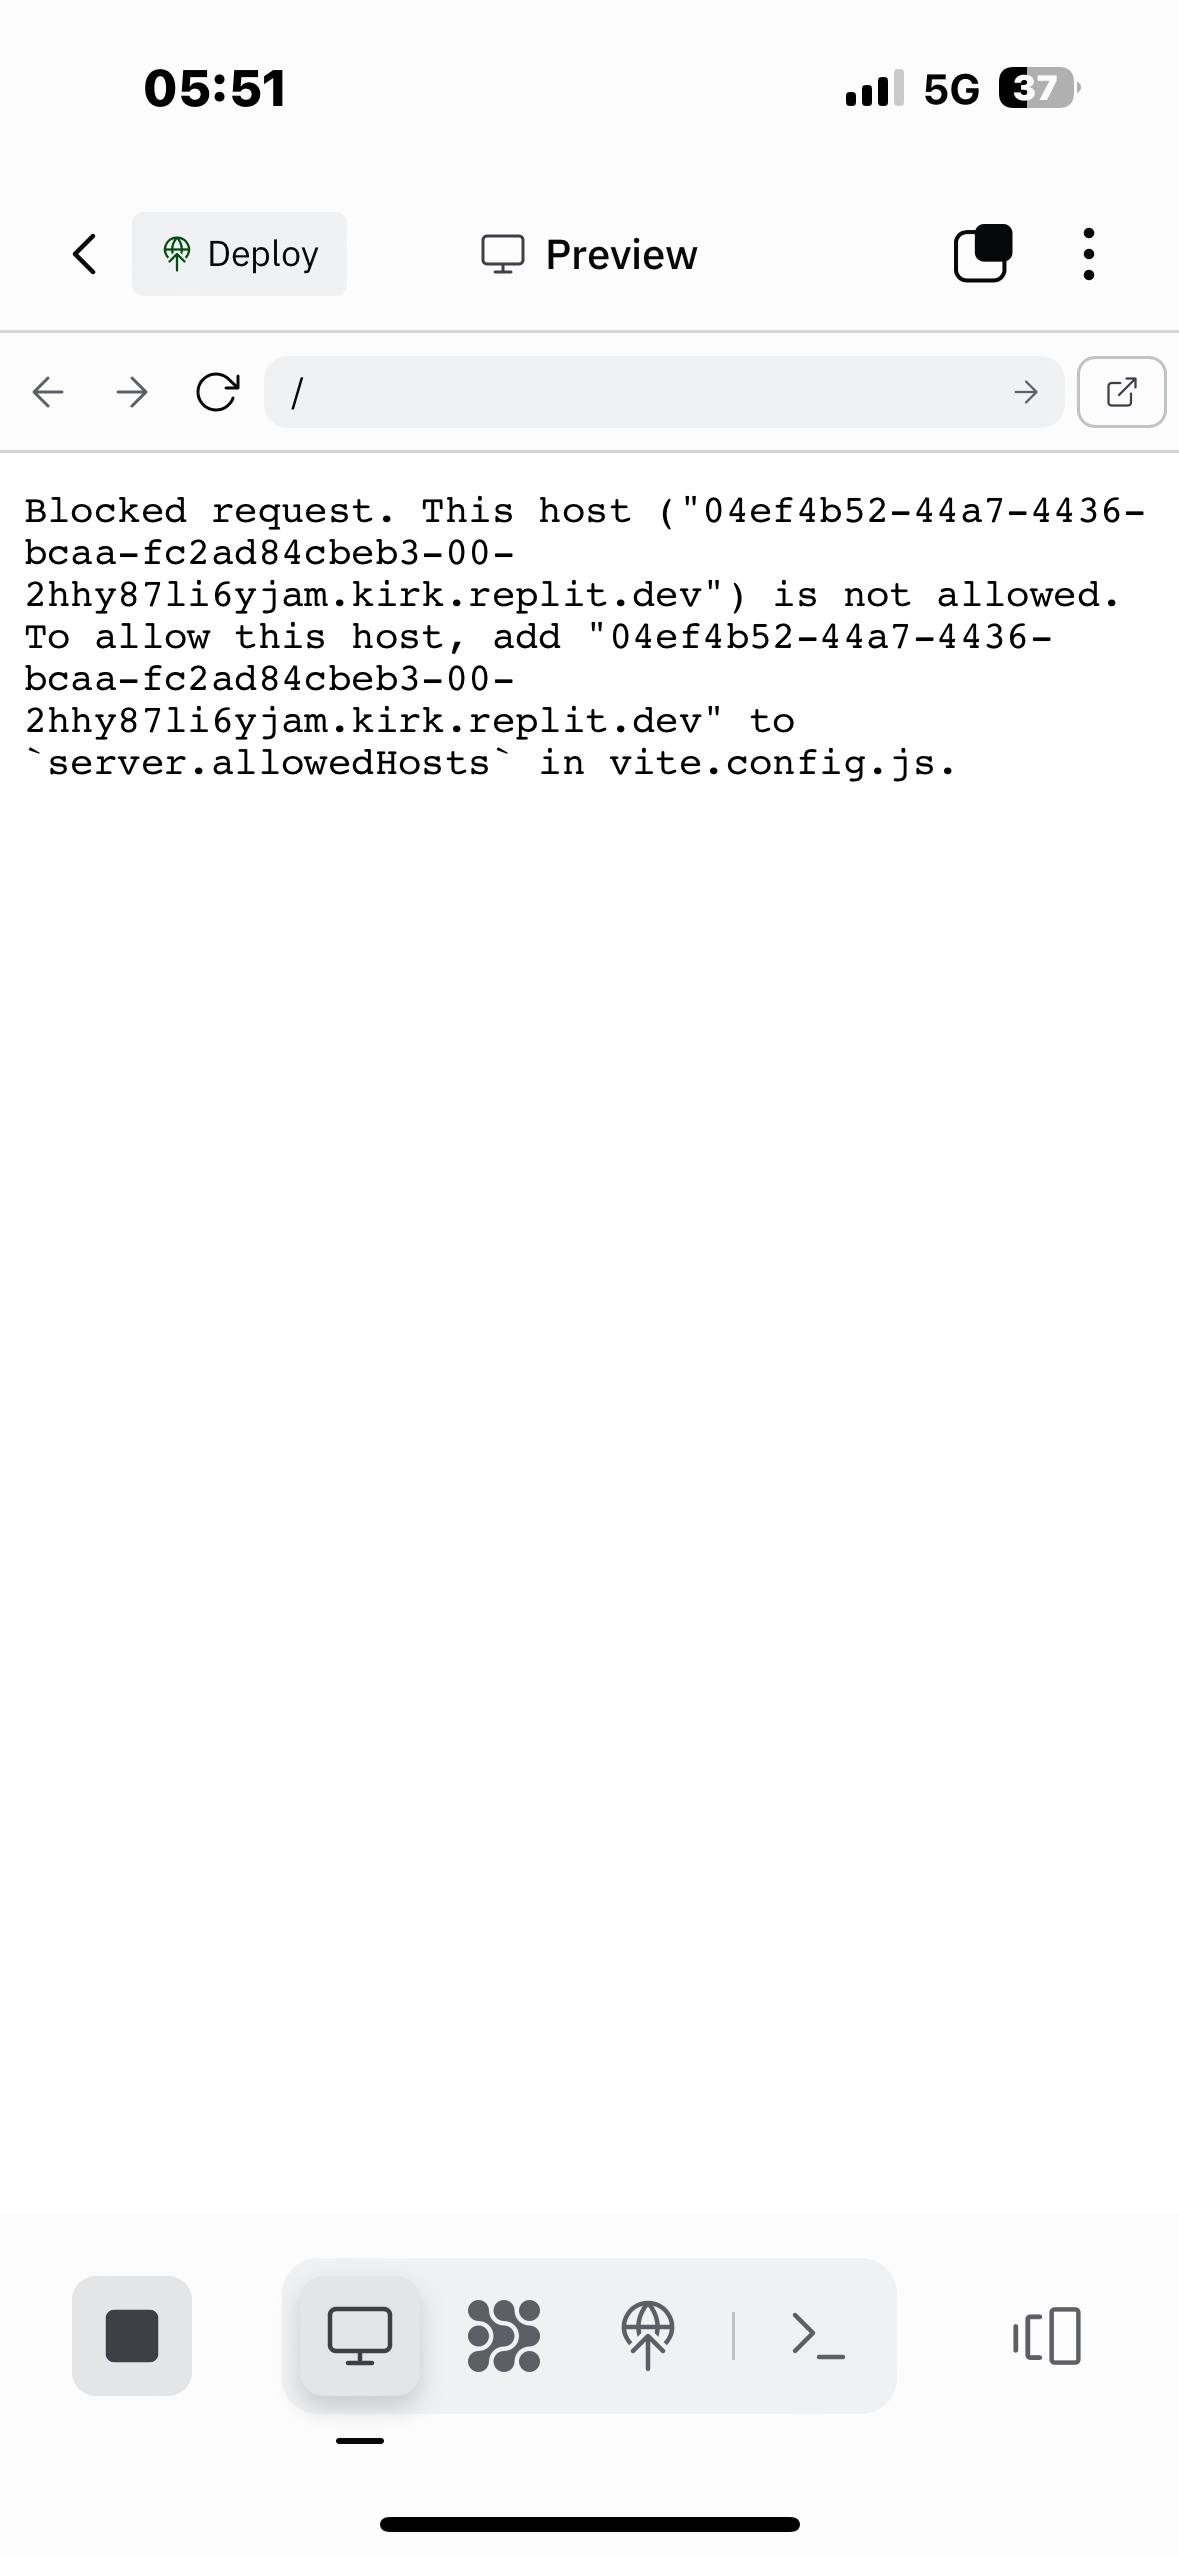 05:51
5G
37
Deploy
Preview
/
Blocked request. This host ("04ef4b52-44a7-4436-
bcaa-fc2ad84cbeb3-00-
2hhy87li6yjam.kirk.replit.dev") is not allowed.
To allow this host, add "04ef4b52-44a7-4436-
bcaa-fc2ad84cbeb3-00-
2hhy87li6yjam.kirk.replit.dev" to
`server.allowedHosts` in vite.config.js.